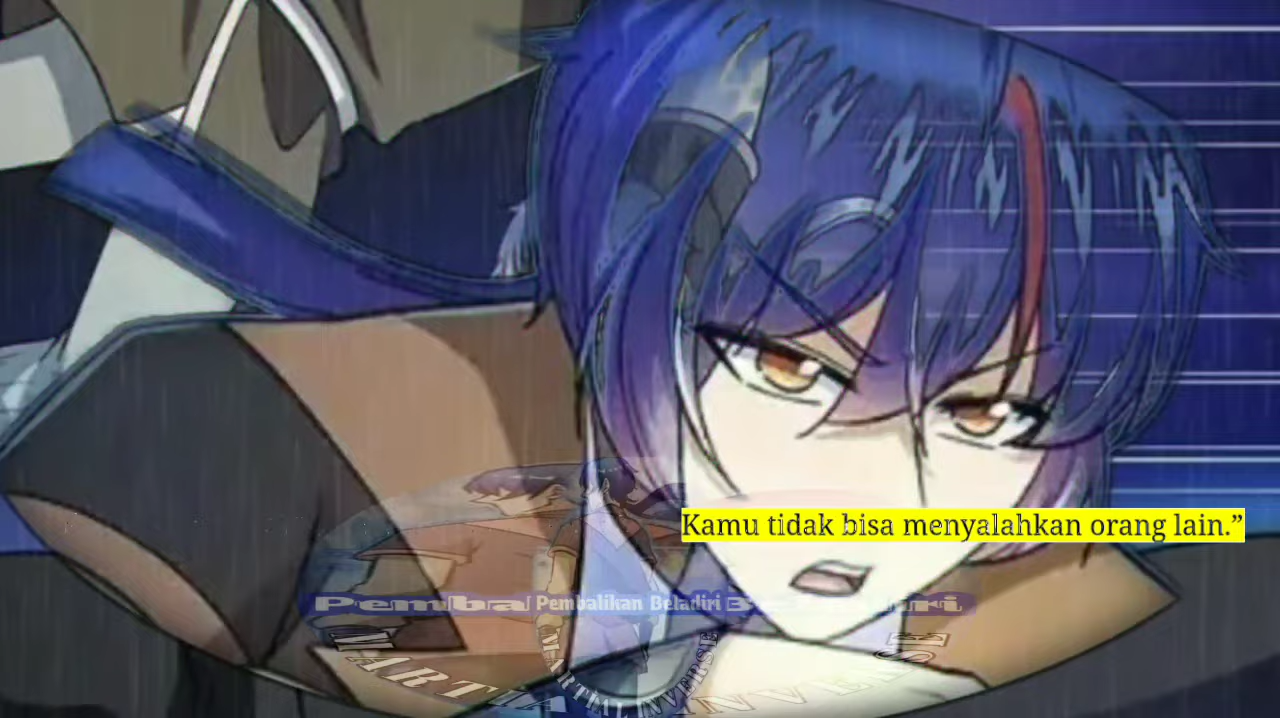 Kamu tidak bisa menyalahkan orang lain.”
Pembalikan Beladiri
MARTIAL INVERSE